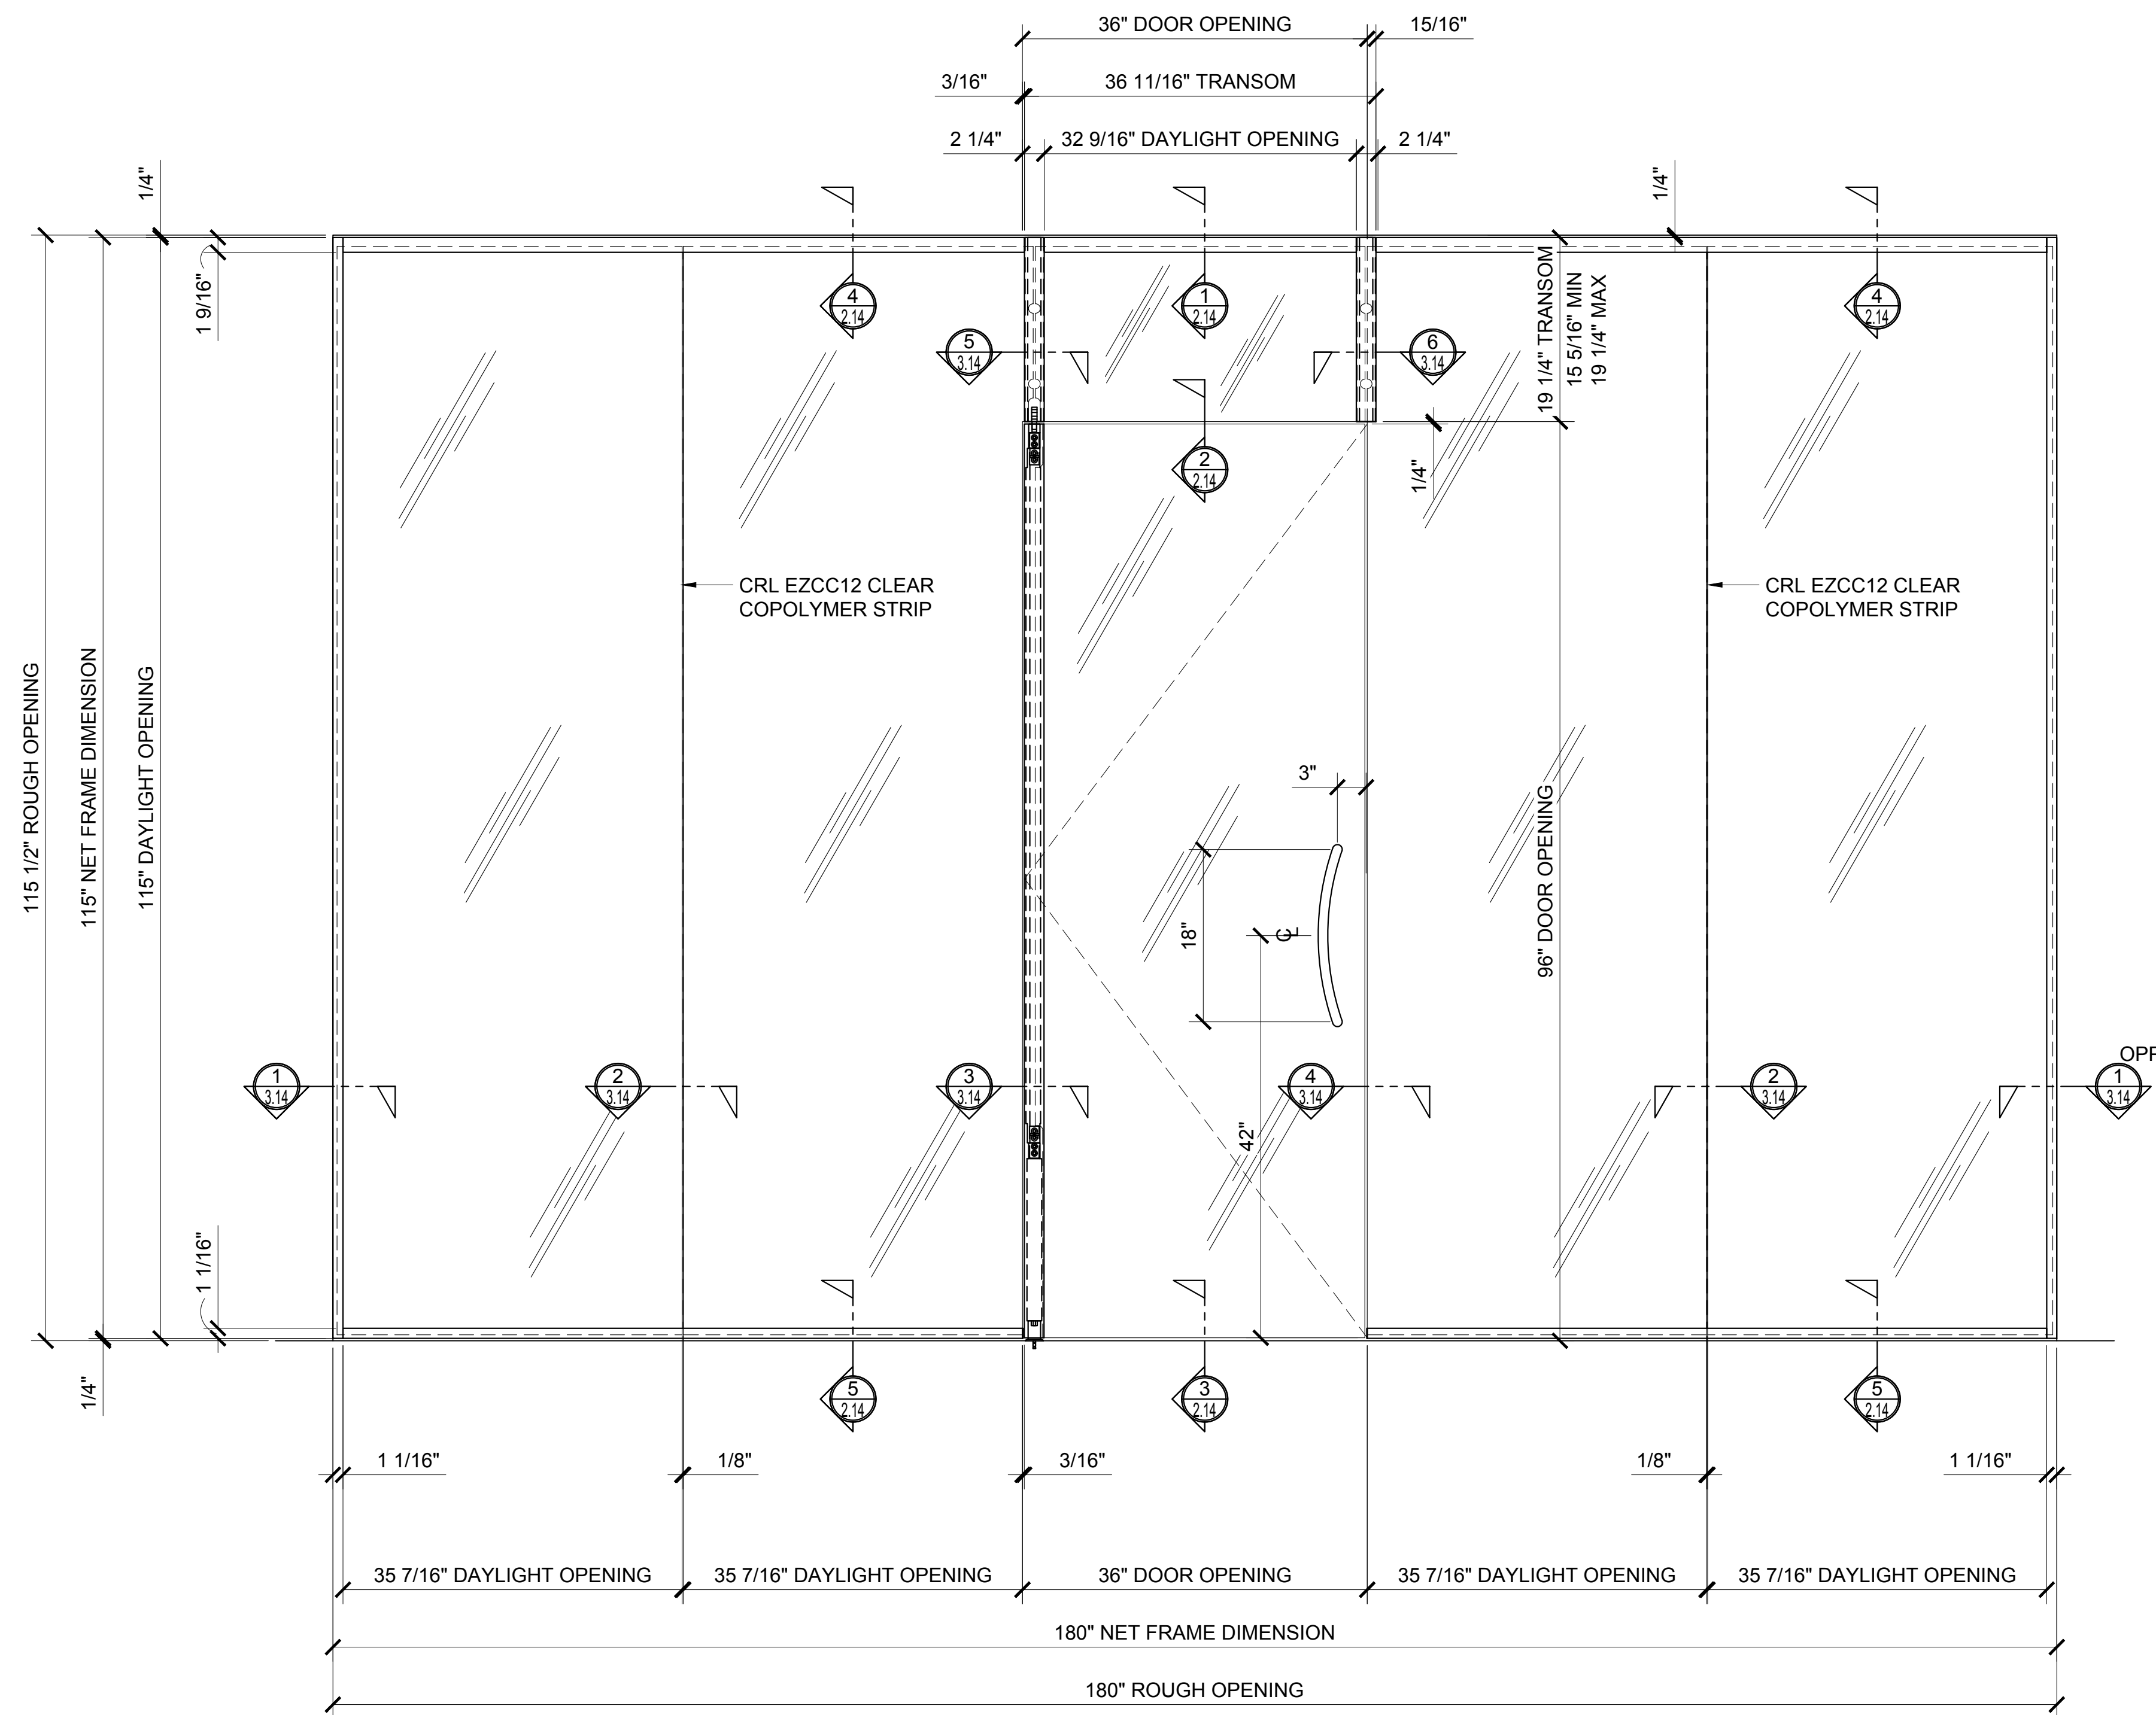 36" DOOR OPENING
15/16"
3/16"
36 11/16" TRANSOM
2 1/4"
32 9/16" DAYLIGHT OPENING
2 1/4"
1/4"
1/4"
1 9/16"
4
2.14
1
2.14
4
2.14
5
3.14
6
3.14
19 1/4" TRANSOM
15 5/16" MIN
19 1/4" MAX
2
2.14
1/4"
CRL EZCC12 CLEAR
COPOLYMER STRIP
CRL EZCC12 CLEAR
COPOLYMER STRIP
115 1/2" ROUGH OPENING
115" NET FRAME DIMENSION
115" DAYLIGHT OPENING
3"
96" DOOR OPENING
18"
CL
42"
OPP
1
3.14
2
3.14
3
3.14
4
3.14
2
3.14
1
3.14
1 1/16"
1/4"
5
2.14
3
2.14
5
2.14
1 1/16"
1/8"
3/16"
1/8"
1 1/16"
35 7/16" DAYLIGHT OPENING
35 7/16" DAYLIGHT OPENING
36" DOOR OPENING
35 7/16" DAYLIGHT OPENING
35 7/16" DAYLIGHT OPENING
180" NET FRAME DIMENSION
180" ROUGH OPENING